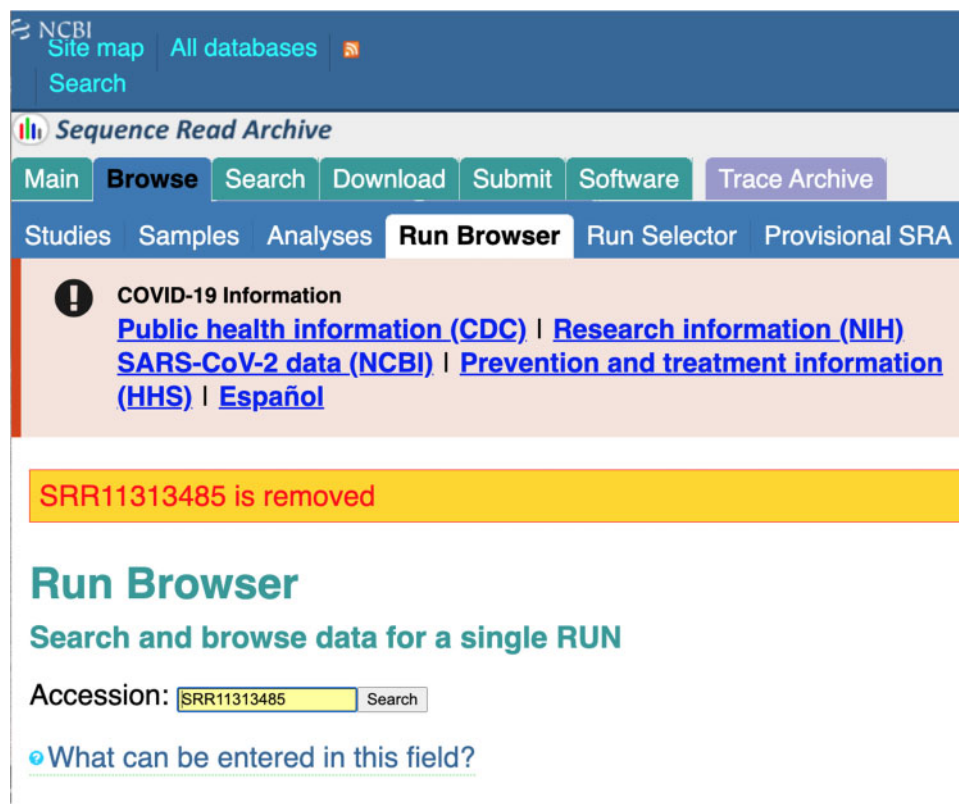 NCBI
Site map All databases
Search
Sequence Read Archive
Main Browse Search Download Submit Software Trace Archive
Studies Samples Analyses Run Browser Run Selector Provisional SRA
COVID-19 Information
Public health information (CDC) | Research information (NIH)
SARS-CoV-2 data (NCBI) | Prevention and treatment information
(HHS) | Español
SRR11313485 is removed
Run Browser
Search and browse data for a single RUN
Accession: SRR11313485 Search
What can be entered in this field?